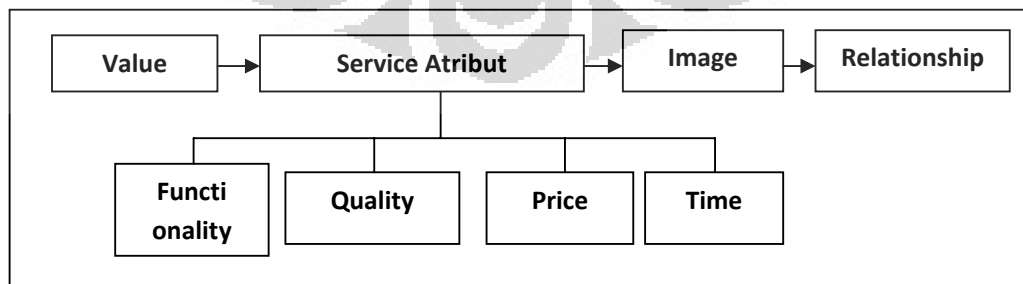 Value
Service Atribut
Image
Relationship
Functi
onality
Quality
Price
Time